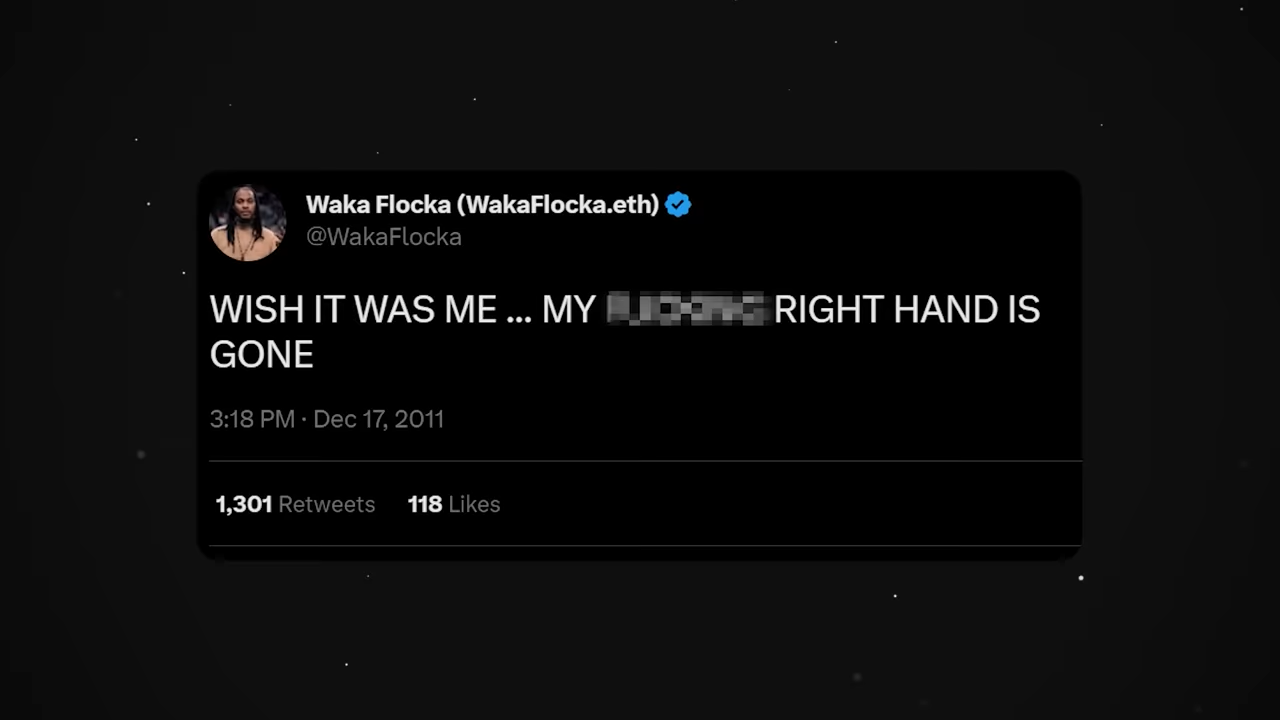 Waka Flocka (WakaFlocka.eth)
@WakaFlocka
WISH IT WAS ME ... MY RIGHT HAND IS
GONE
3:18 PM · Dec 17, 2011
1,301 Retweets 118 Likes